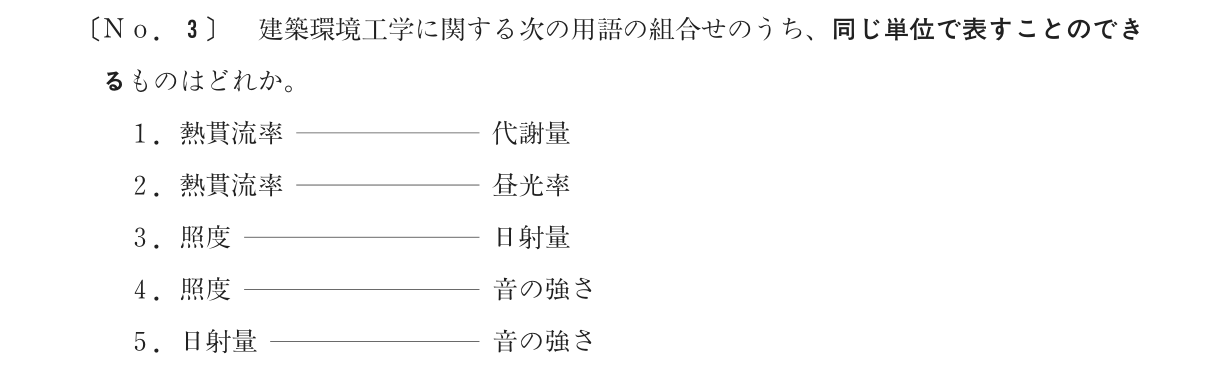 〔No. 3〕 建築環境工学に関する次の用語の組合せのうち、同じ単位で表すことのでき
るものはどれか。
1. 熱貫流率 ――――――― 代謝量
2. 熱貫流率 ――――――― 昼光率
3. 照度 ――――――――― 日射量
4. 照度 ――――――――― 音の強さ
5. 日射量 ―――――――― 音の強さ